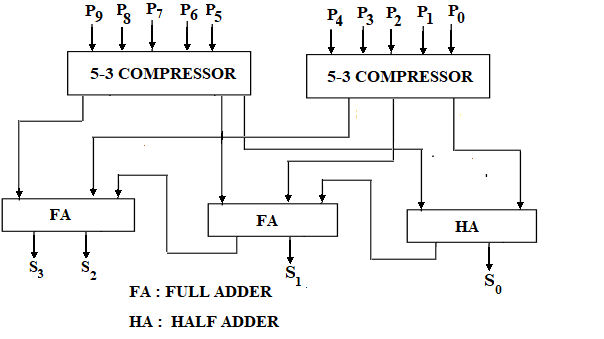 P9 P8 P7 P6 P5 P4 P3 P2 P1 P0
5-3 COMPRESSOR 5-3 COMPRESSOR
FA FA HA
S3 S2 S1 S0
FA : FULL ADDER
HA : HALF ADDER